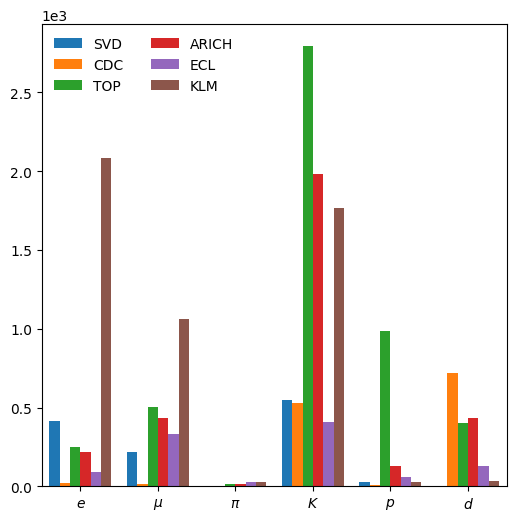 1e3
SVD ARICH
CDC ECL
TOP KLM
2.5
2.0
1.5
1.0
0.5
0.0
e μ π K p d